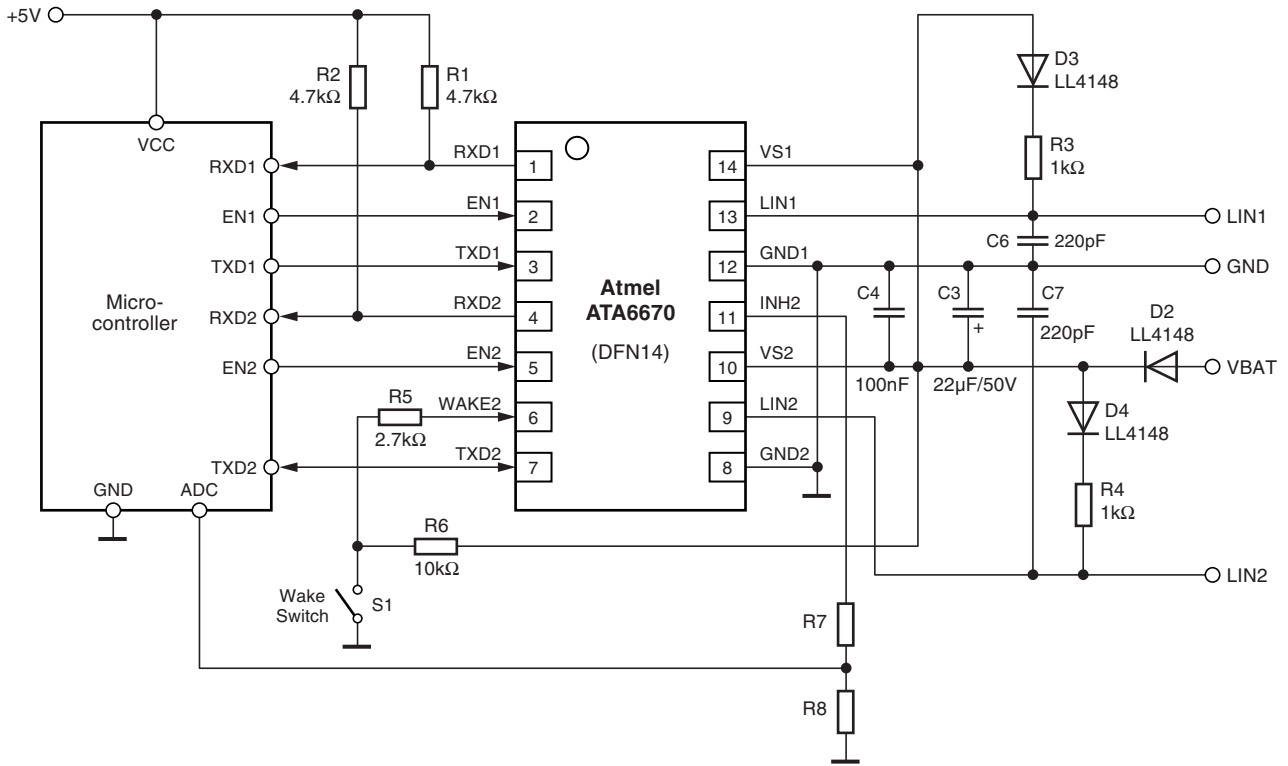 +5V
D3
LL4148
R2
4.7kΩ
R1
4.7kΩ
VCC
RXD1
RXD1
1
14
VS1
R3
1kΩ
EN1
EN1
2
13
LIN1
LIN1
C6
220pF
TXD1
TXD1
3
12
GND1
GND
Micro-
controller
Atmel
ATA6670
(DFN14)
C4
C3
C7
+
220pF
D2
LL4148
RXD2
RXD2
4
11
INH2
EN2
EN2
5
10
VS2
VBAT
100nF
22µF/50V
R5
2.7kΩ
WAKE2
6
9
LIN2
D4
LL4148
TXD2
TXD2
7
8
GND2
GND
ADC
R4
1kΩ
R6
10kΩ
LIN2
Wake
Switch
S1
R7
R8